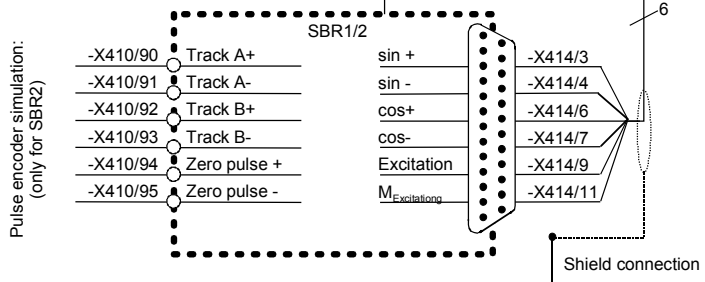 6
SBR1/2
Pulse encoder simulation:
(only for SBR2)
-X410/90 Track A+ sin + -X414/3
-X410/91 Track A- sin - -X414/4
-X410/92 Track B+ cos+ -X414/6
-X410/93 Track B- cos- -X414/7
-X410/94 Zero pulse + Excitation -X414/9
-X410/95 Zero pulse - MExcitationg -X414/11
Shield connection